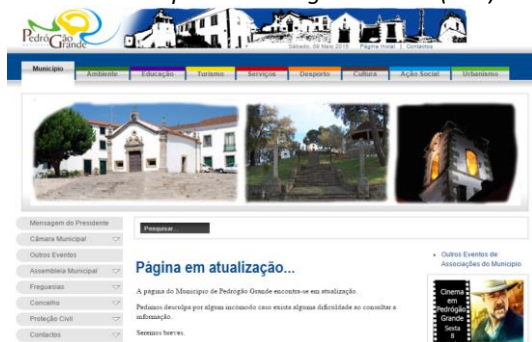 Pedrógão
Grande
Sábado, 09 Maio 2015 Página Inicial | Contactos
Município Ambiente Educação Turismo Serviços Desporto Cultura Ação Social Urbanismo
Mensagem do Presidente
Câmara Municipal
Outros Eventos
Assembleia Municipal
Freguesias
Concelho
Proteção Civil
Contactos
Pesquisar...
Página em atualização...
A página do Município de Pedrógão Grande encontra-se em atualização.
Pedimos desculpa por algum incómodo caso exista alguma dificuldade ao consultar a
informação.
Seremos breves.
Outros Eventos de
Associações do Município
Cinema
em
Pedrógão
Grande
Sexta
8